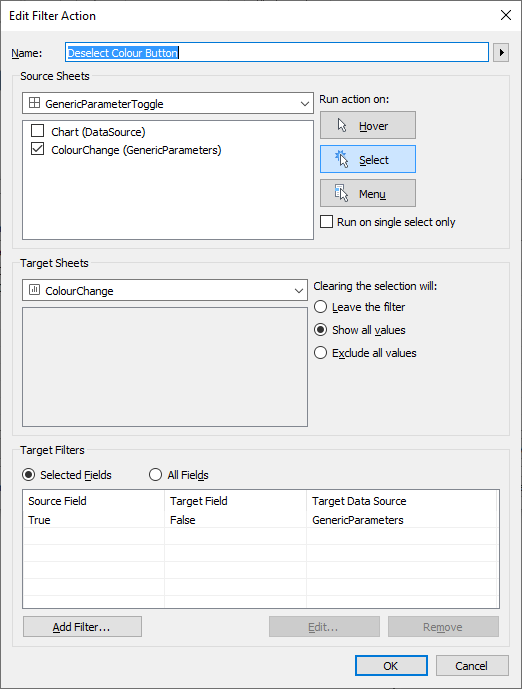 Edit Filter Action
Name: Deselect Colour Button
Source Sheets
GenericParameterToggle
Chart (DataSource)
ColourChange (GenericParameters)
Run action on:
Hover
Select
Menu
Run on single select only
Target Sheets
ColourChange
Clearing the selection will:
Leave the filter
Show all values
Exclude all values
Target Filters
Selected Fields All Fields
Source Field Target Field Target Data Source
True False GenericParameters
Add Filter... Edit... Remove
OK Cancel